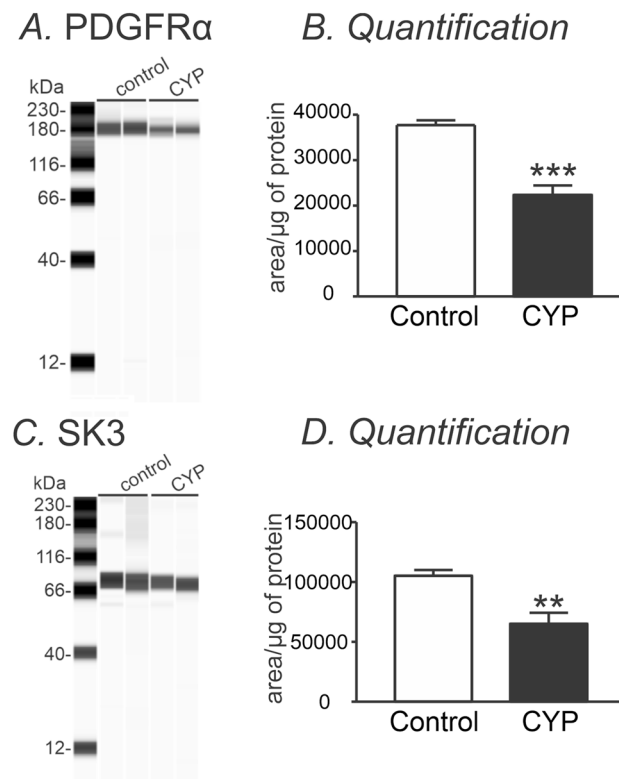 A. PDGFRα
kDa
control
CYP
230-
180-
116-
66-
40-
12-
B. Quantification
area/µg of protein
40000
30000
20000
10000
0
***
Control
CYP
C. SK3
kDa
control
CYP
230-
180-
116-
66-
40-
12-
D. Quantification
area/µg of protein
150000
100000
50000
0
**
Control
CYP